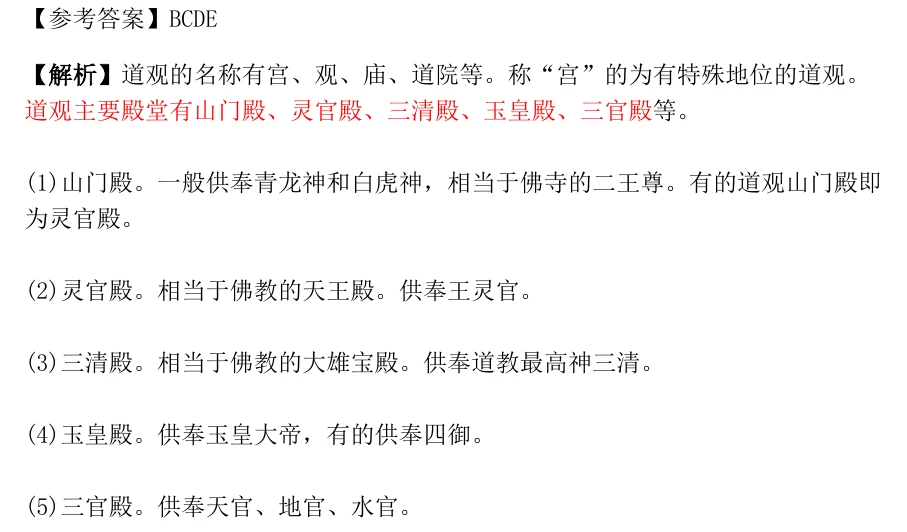 【参考答案】BCDE
【解析】道观的名称有宫、观、庙、道院等。称“宫”的为有特殊地位的道观。
道观主要殿堂有山门殿、灵官殿、三清殿、玉皇殿、三官殿等。
(1)山门殿。一般供奉青龙神和白虎神，相当于佛寺的二王尊。有的道观山门殿即
为灵官殿。
(2)灵官殿。相当于佛教的天王殿。供奉王灵官。
(3)三清殿。相当于佛教的大雄宝殿。供奉道教最高神三清。
(4)玉皇殿。供奉玉皇大帝，有的供奉四御。
(5)三官殿。供奉天官、地官、水官。